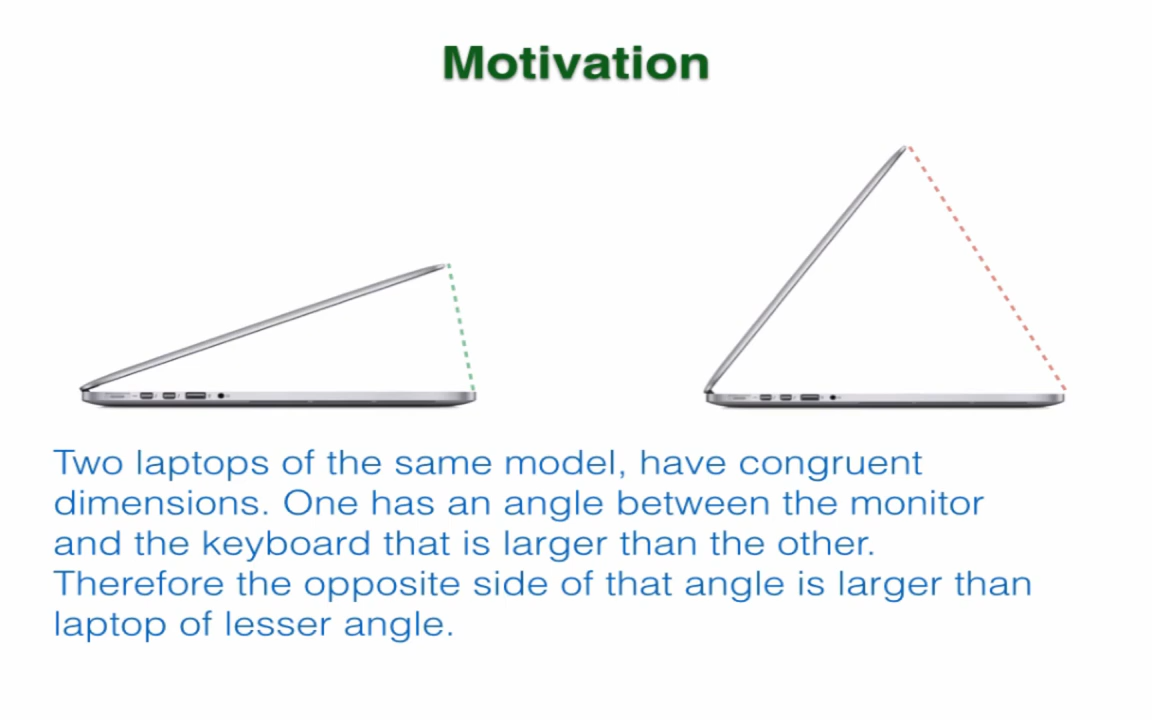 Motivation
Two laptops of the same model, have congruent
dimensions. One has an angle between the monitor
and the keyboard that is larger than the other.
Therefore the opposite side of that angle is larger than
laptop of lesser angle.